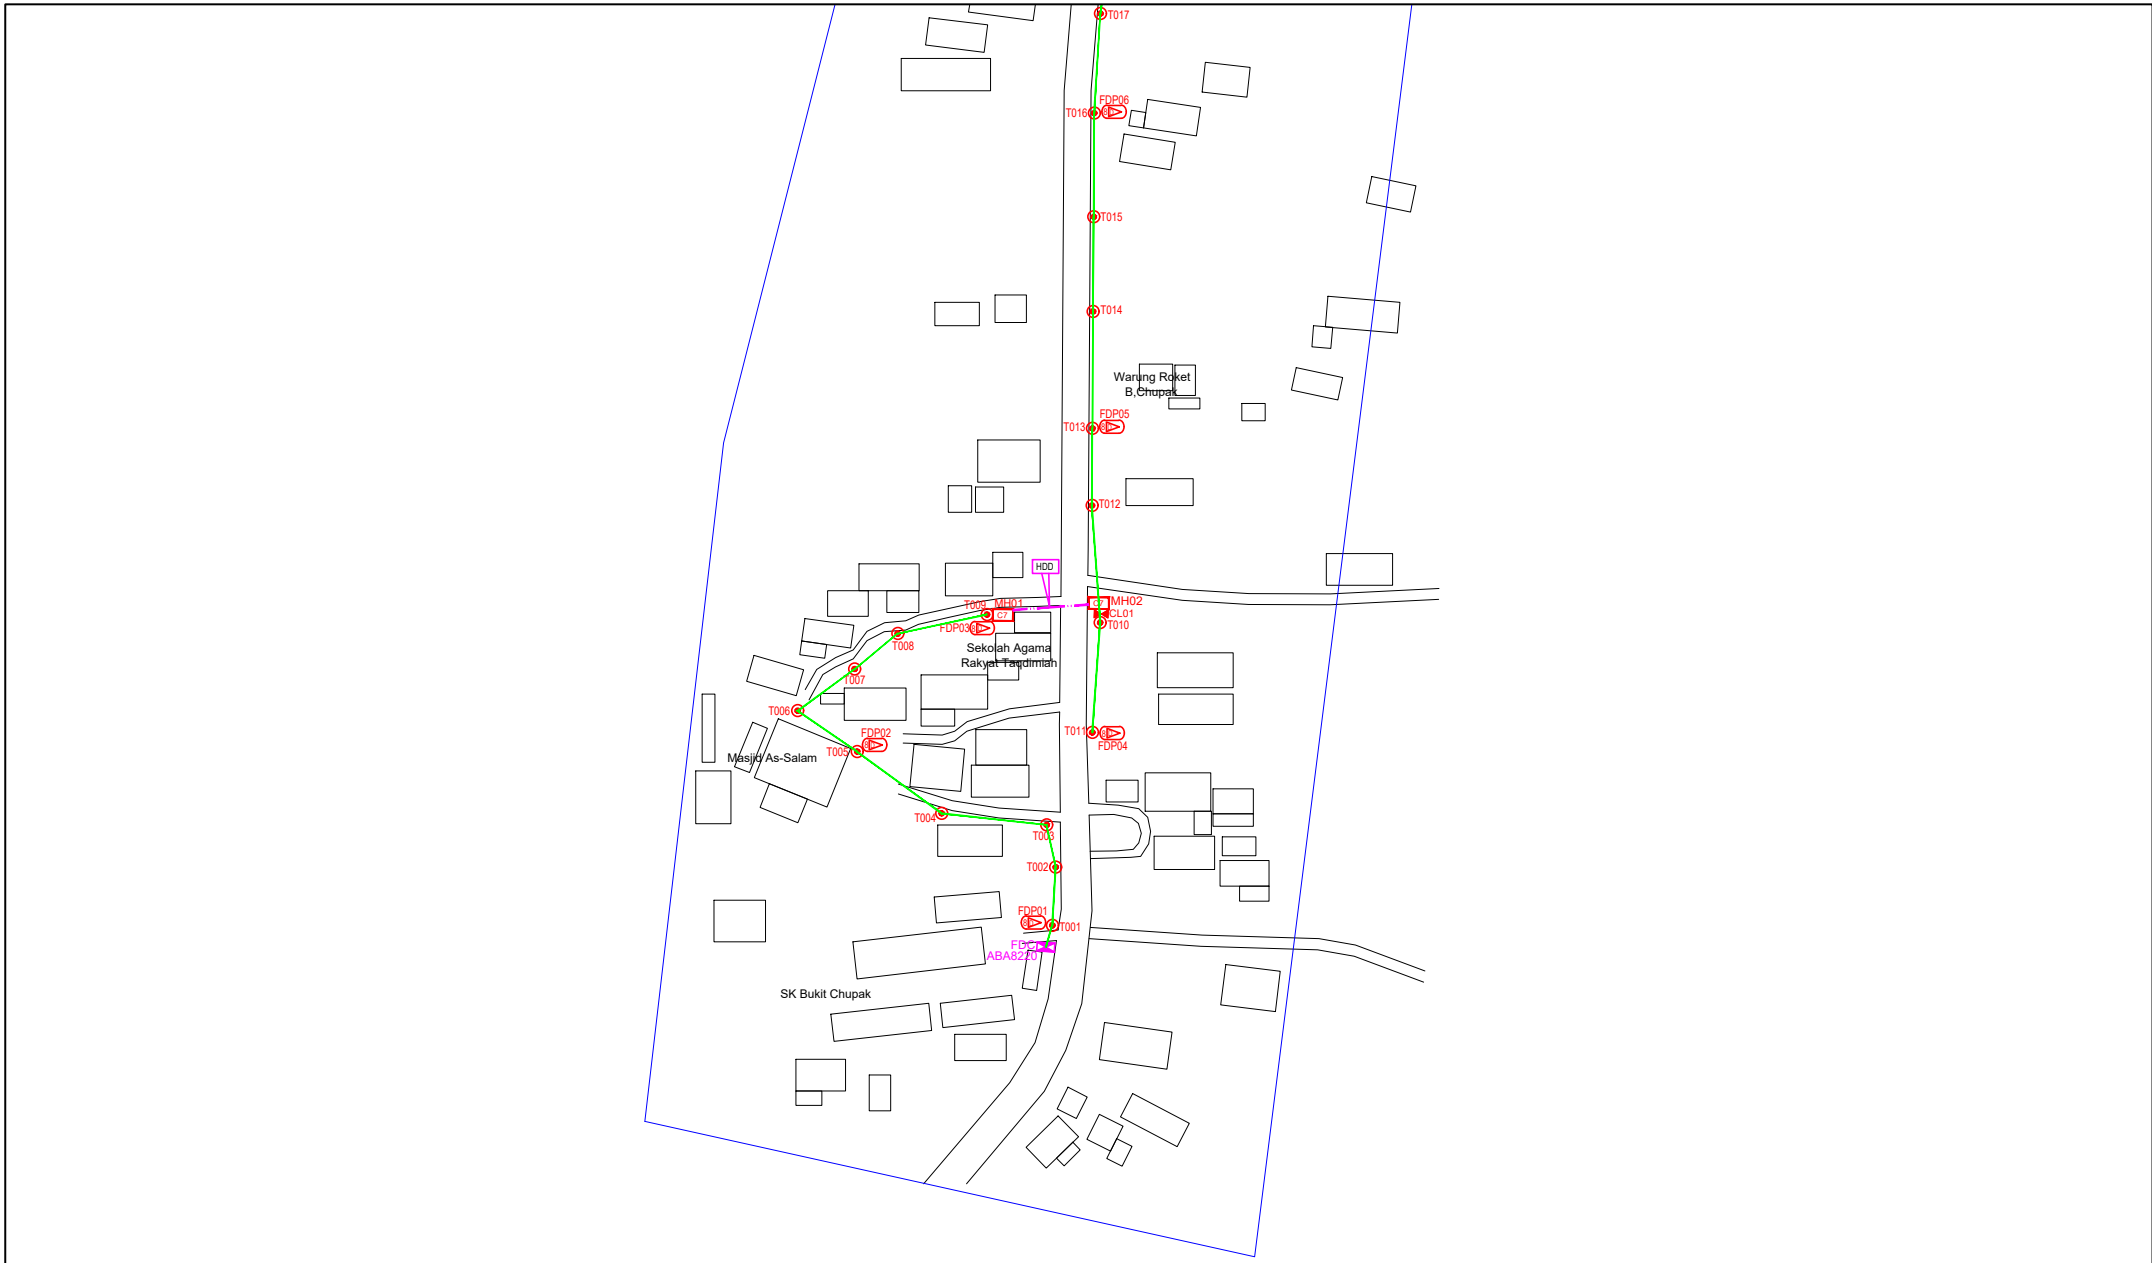 T017
FDP06
T016
T015
T014
Warung Roket
B,Chupak
FDP05
T013
T012
HDD
T009
MH01
C7
C7
MH02
CL01
T010
FDP03
T008
Sekolah Agama
Rakyat Taqdimiah
T007
T006
FDP02
T005
Masjid As-Salam
T011
FDP04
T004
T003
T002
FDP01
T001
FDC
ABA8220
SK Bukit Chupak